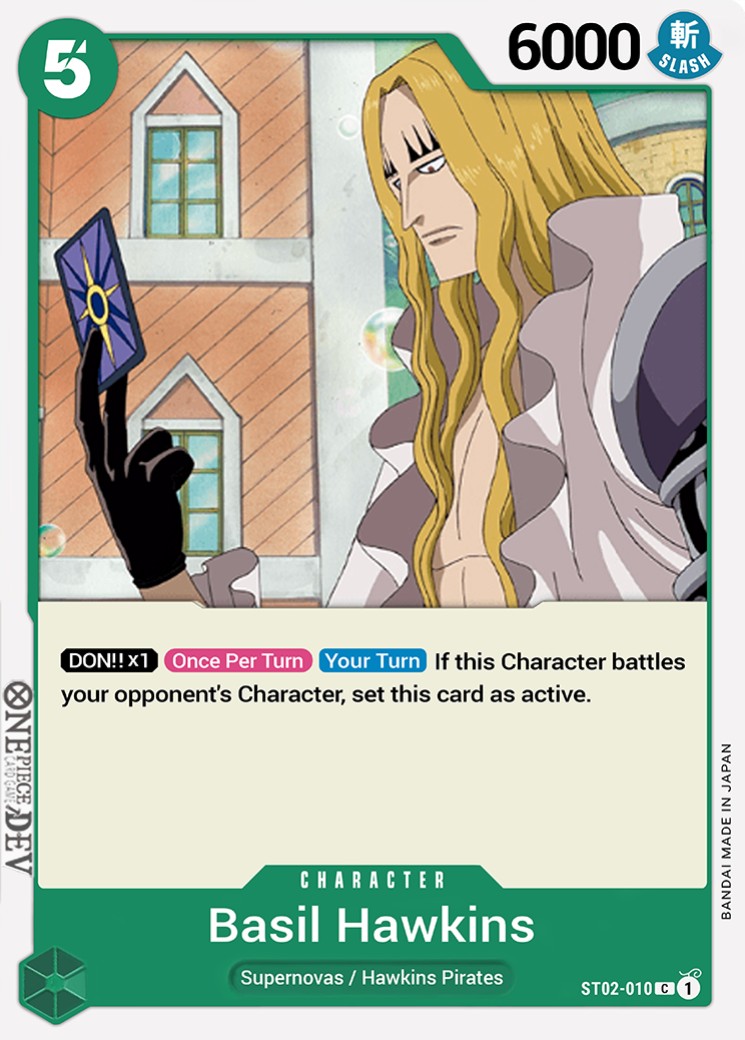 5
6000
斬
SLASH
DON!! x1 Once Per Turn Your Turn If this Character battles
your opponent's Character, set this card as active.
CHARACTER
Basil Hawkins
Supernovas / Hawkins Pirates
ST02-010 C 1
BANDAI MADE IN JAPAN
ONE PIECE
CARD GAME
DEV